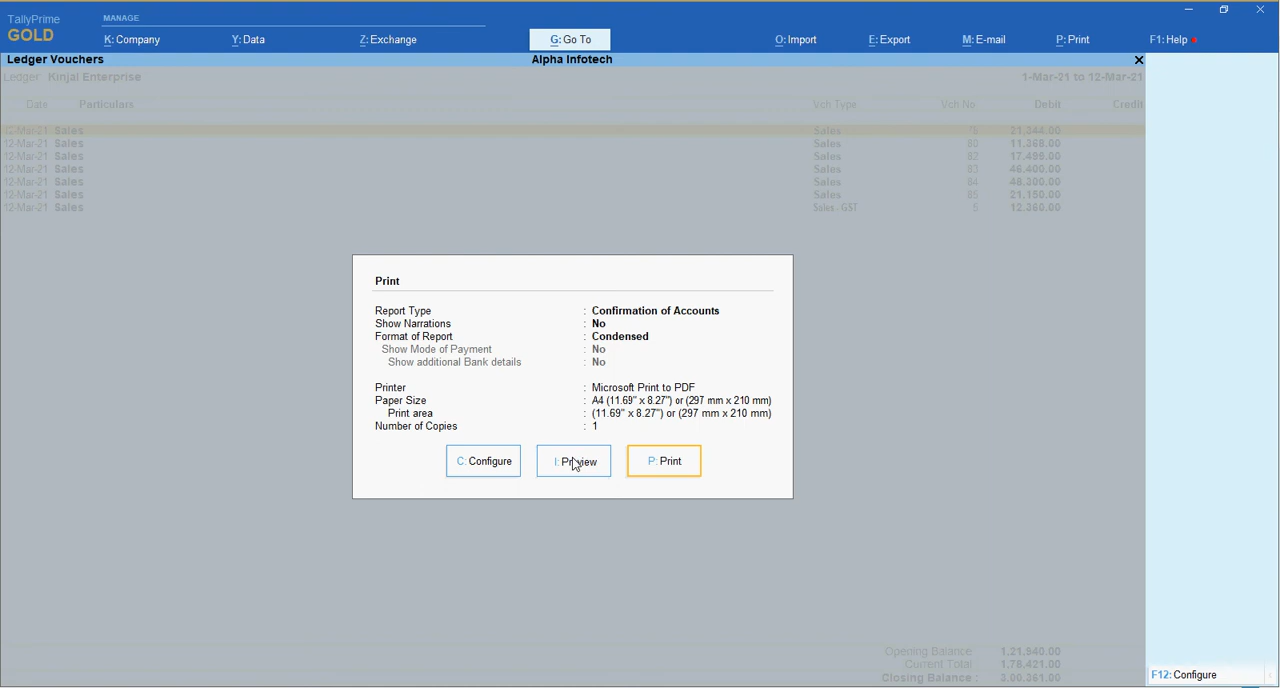 TallyPrime
GOLD
MANAGE
K: Company Y: Data Z: Exchange G: Go To O: Import E: Export M: E-mail P: Print F1: Help
Ledger Vouchers Alpha Infotech
Ledger: Kinjal Enterprise 1-Mar-21 to 12-Mar-21
Date Particulars Vch Type Vch No. Debit Credit
12-Mar-21 Sales Sales 21,344.00
12-Mar-21 Sales Sales 80 11,368.00
12-Mar-21 Sales Sales 82 17,499.00
12-Mar-21 Sales Sales 83 46,400.00
12-Mar-21 Sales Sales 84 48,300.00
12-Mar-21 Sales Sales 85 21,150.00
12-Mar-21 Sales Sales - GST 5 12,360.00
Print
Report Type : Confirmation of Accounts
Show Narrations : No
Format of Report : Condensed
Show Mode of Payment : No
Show additional Bank details : No
Printer : Microsoft Print to PDF
Paper Size : A4 (11.69" x 8.27") or (297 mm x 210 mm)
Print area : (11.69" x 8.27") or (297 mm x 210 mm)
Number of Copies : 1
C: Configure I: Preview P: Print
Opening Balance : 1,21,940.00
Current Total : 1,78,421.00
Closing Balance : 3,00,361.00
F12: Configure